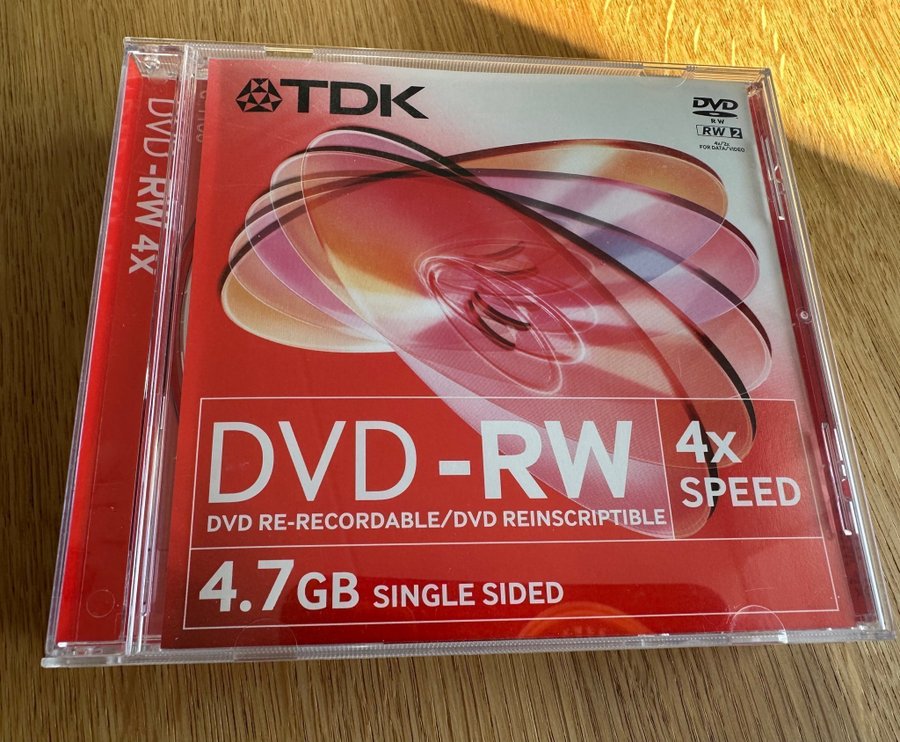 TDK
DVD
RW
RW 2
4x/2x
FOR DATA/VIDEO
DVD-RW 4X
DVD -RW
4x
SPEED
DVD RE-RECORDABLE/DVD REINSCRIPTIBLE
4.7GB SINGLE SIDED